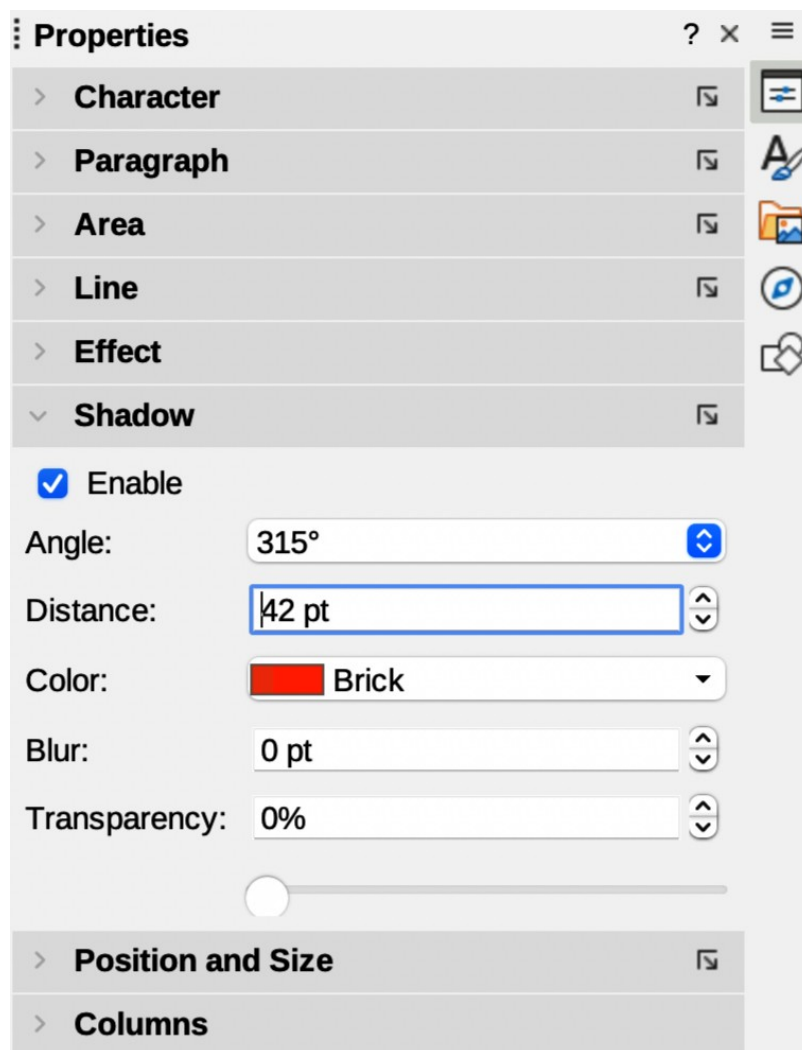 Properties ?
Character
Paragraph
Area
Line
Effect
Shadow
Enable
Angle: 315°
Distance: 42 pt
Color: Brick
Blur: 0 pt
Transparency: 0%
Position and Size
Columns